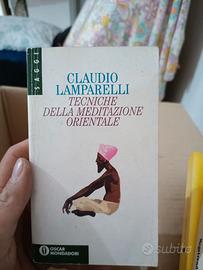 SAGGI
CLAUDIO
LAMPARELLI
TECNICHE
DELLA MEDITAZIONE
ORIENTALE
OSCAR
MONDADORI
subito